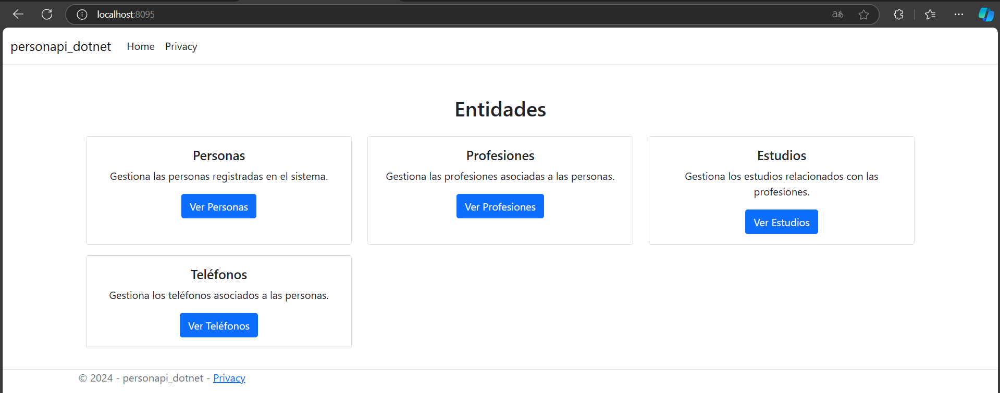 localhost:8095
personapi_dotnet Home Privacy
Entidades
Personas
Gestiona las personas registradas en el sistema.
Ver Personas
Profesiones
Gestiona las profesiones asociadas a las personas.
Ver Profesiones
Estudios
Gestiona los estudios relacionados con las
profesiones.
Ver Estudios
Teléfonos
Gestiona los teléfonos asociados a las personas.
Ver Teléfonos
© 2024 - personapi_dotnet - Privacy